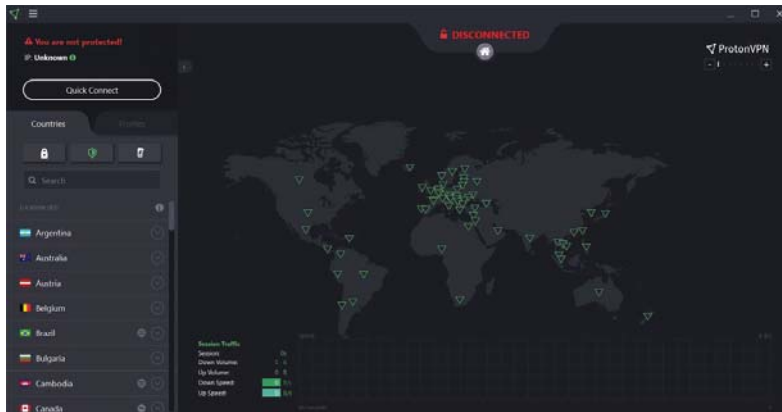 DISCONNECTED
You are not protected!
IP: Unknown
ProtonVPN
Quick Connect
Countries
Profiles
Search
Argentina
Australia
Austria
Belgium
Brazil
Bulgaria
Cambodia
Canada
Session Traffic
Session:
Down Volume:
Up Volume:
Down Speed:
Up Speed: